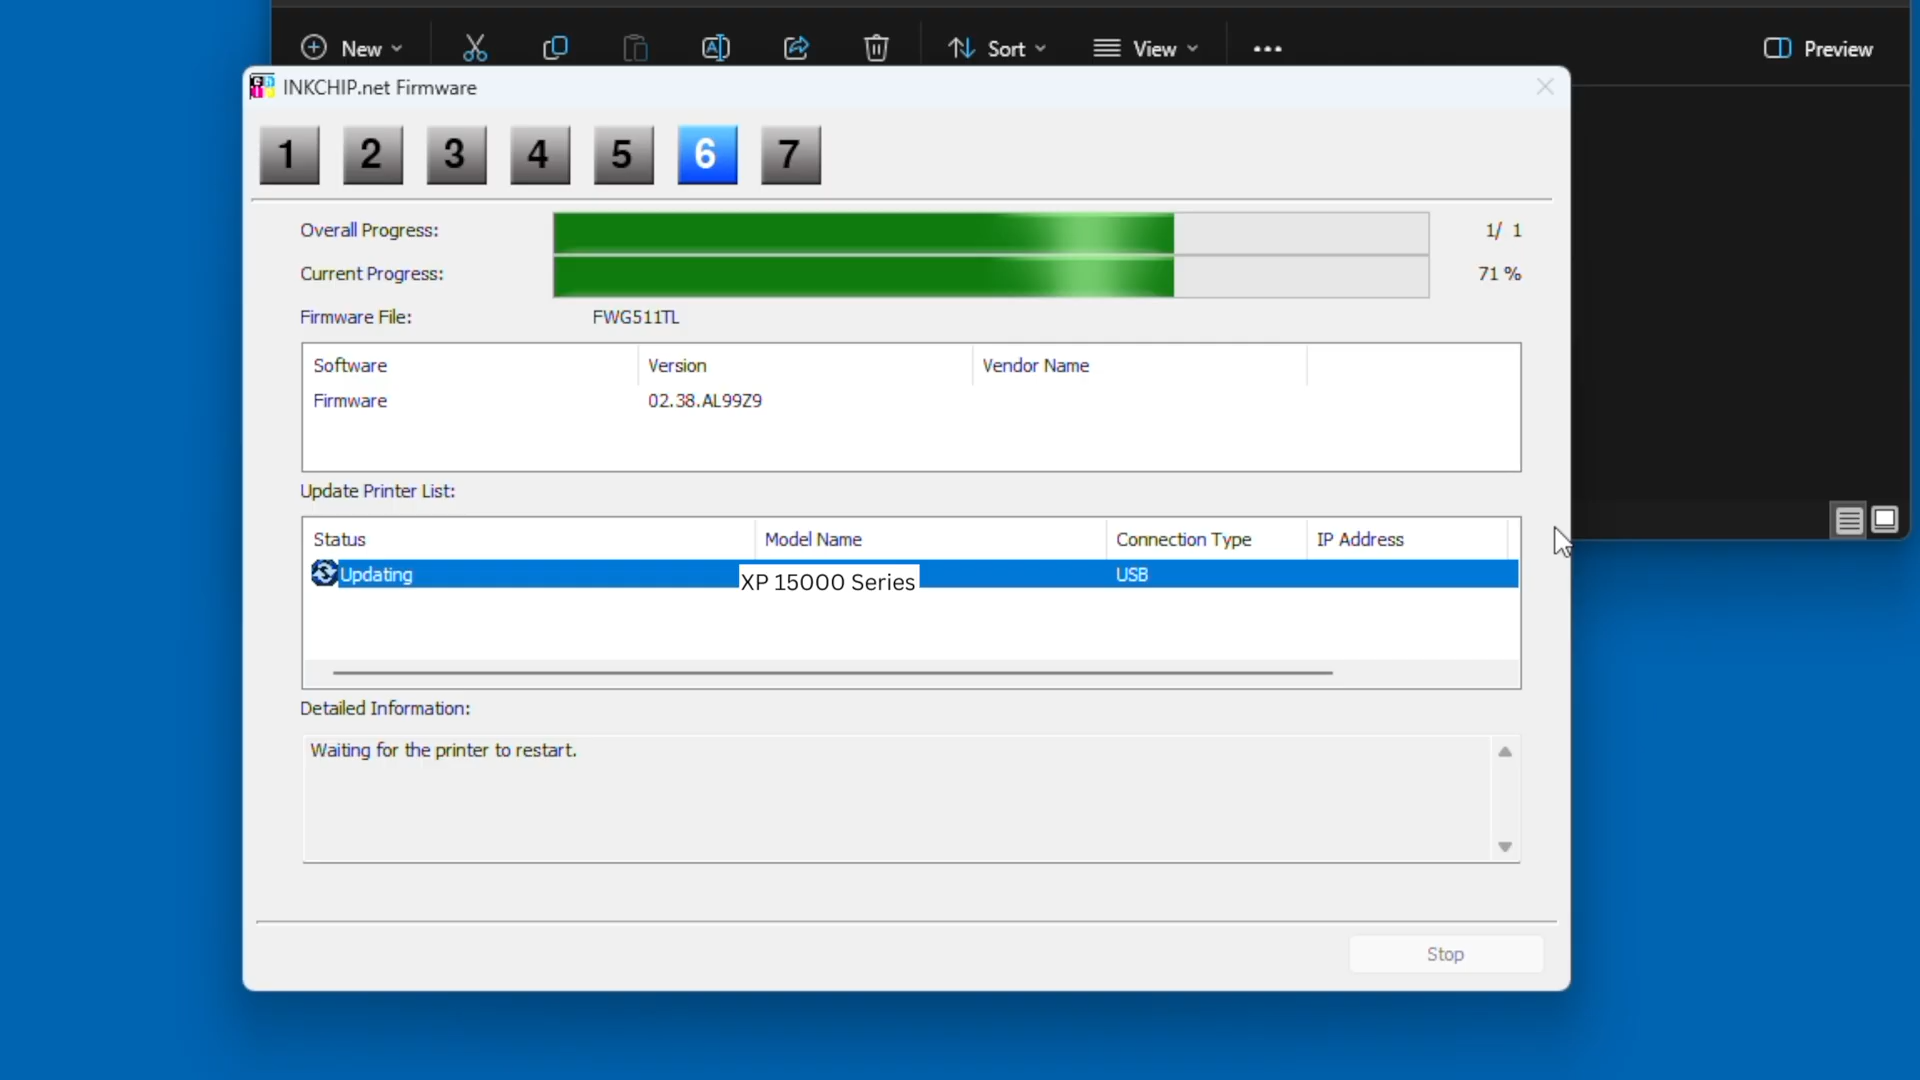 New
Sort
View
Preview
INKCHIP.net Firmware
1 2 3 4 5 6 7
Overall Progress: 1/ 1
Current Progress: 71 %
Firmware File: FWG511TL
Software Version Vendor Name
Firmware 02.38.AL99Z9
Update Printer List:
Status Model Name Connection Type IP Address
Updating XP 15000 Series USB
Detailed Information:
Waiting for the printer to restart.
Stop